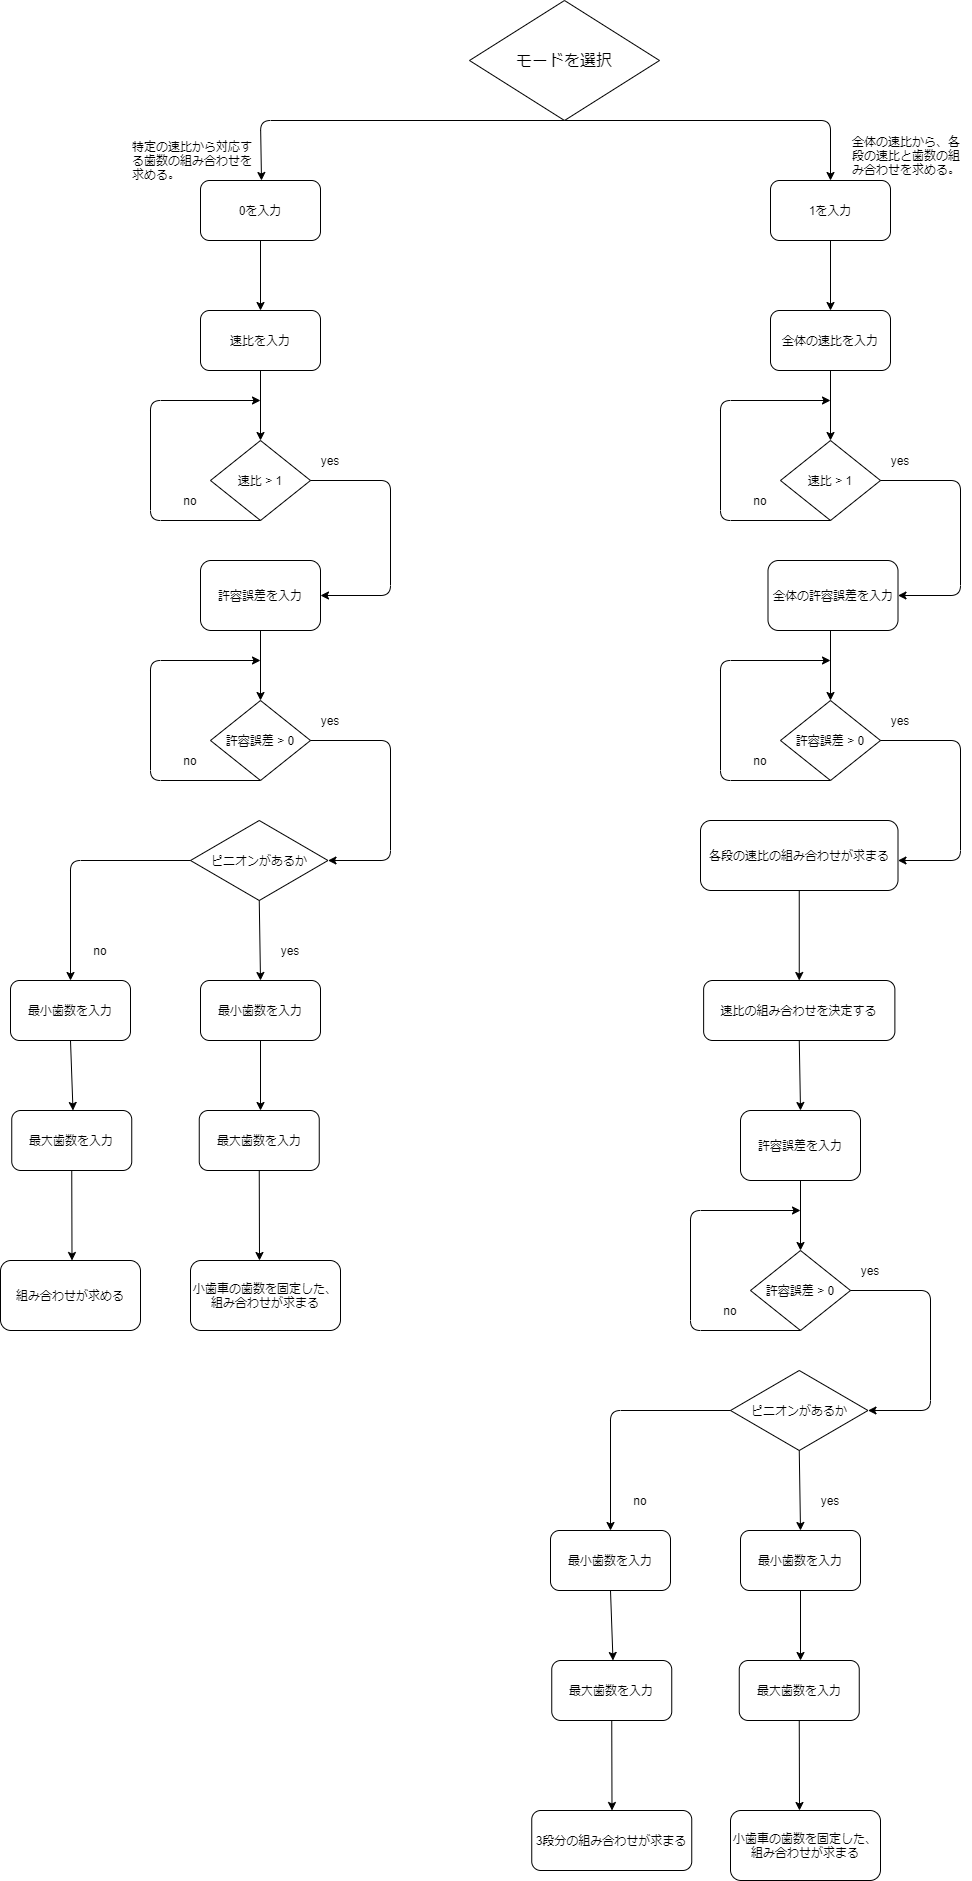 モードを選択
特定の速比から対応す
る歯数の組み合わせを
求める。
全体の速比から、各
段の速比と歯数の組
み合わせを求める。
0を入力
1を入力
速比を入力
全体の速比を入力
速比 > 1
yes
no
速比 > 1
yes
no
許容誤差を入力
全体の許容誤差を入力
許容誤差 > 0
yes
no
許容誤差 > 0
yes
no
ピニオンがあるか
各段の速比の組み合わせが求まる
no
yes
最小歯数を入力
最小歯数を入力
速比の組み合わせを決定する
最大歯数を入力
最大歯数を入力
許容誤差を入力
組み合わせが求める
小歯車の歯数を固定した、
組み合わせが求まる
許容誤差 > 0
yes
no
ピニオンがあるか
no
yes
最小歯数を入力
最小歯数を入力
最大歯数を入力
最大歯数を入力
3段分の組み合わせが求まる
小歯車の歯数を固定した、
組み合わせが求まる